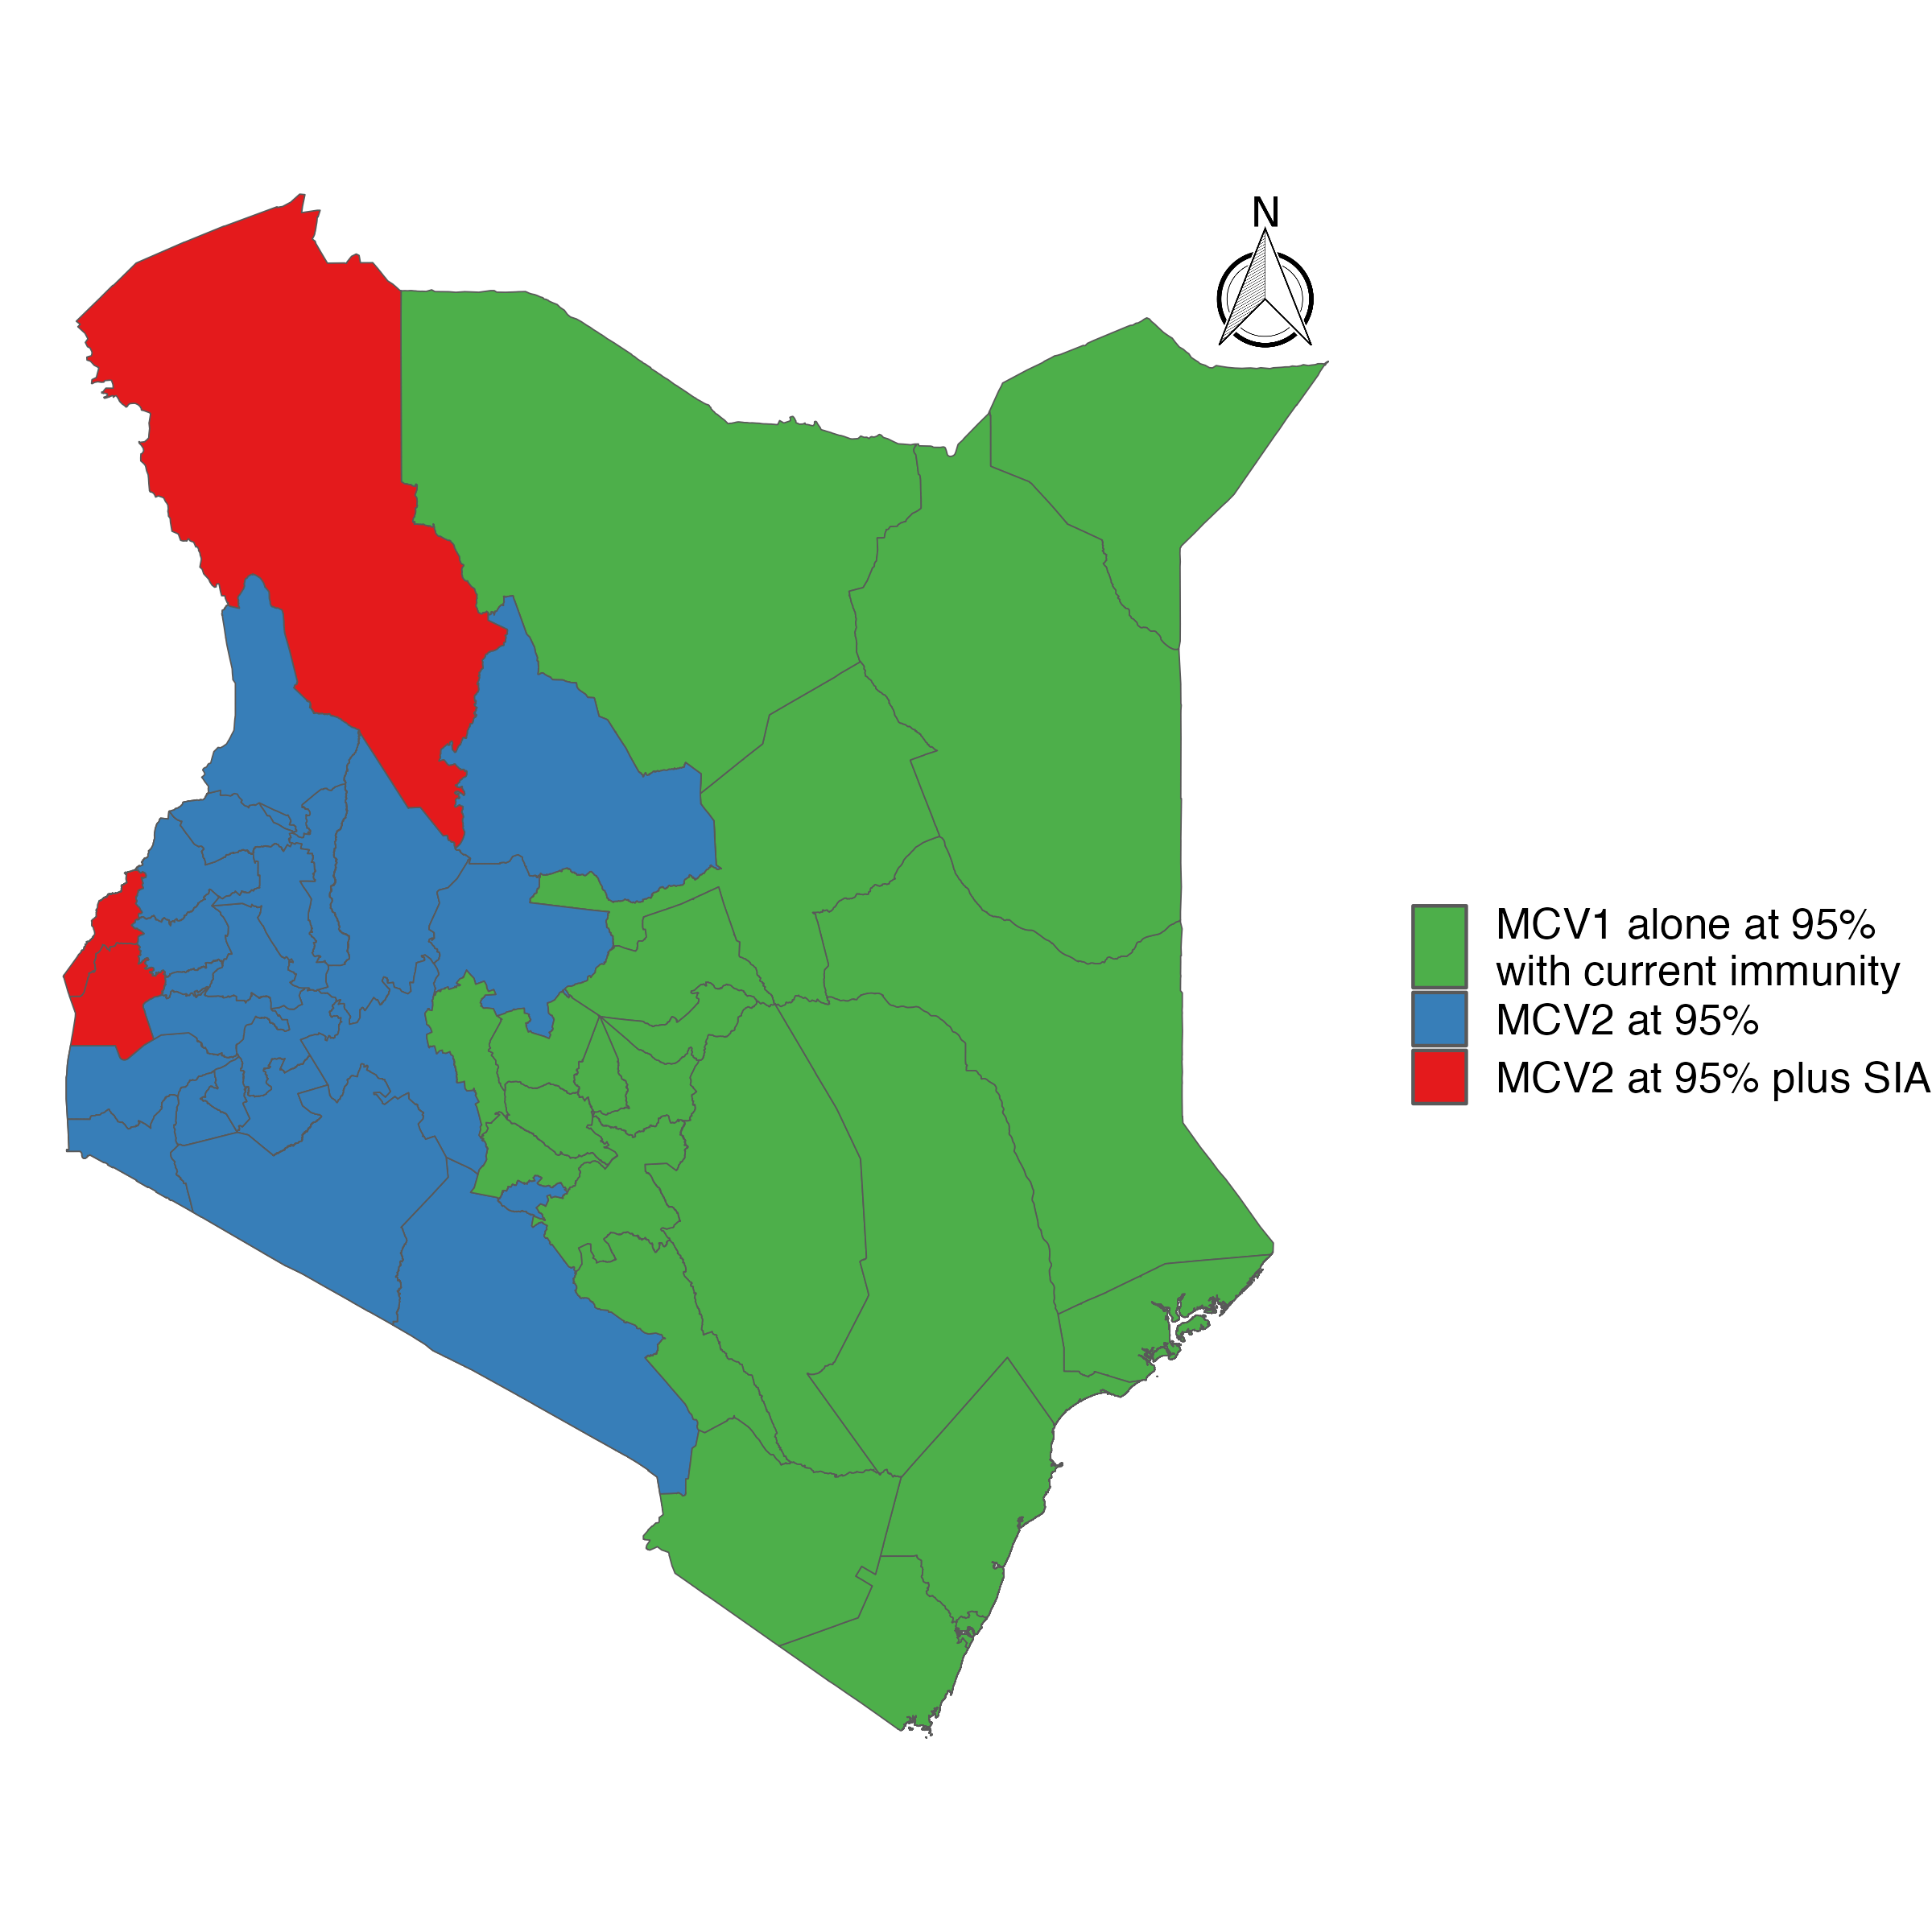 N
MCV1 alone at 95%
with current immunity
MCV2 at 95%
MCV2 at 95% plus SIA